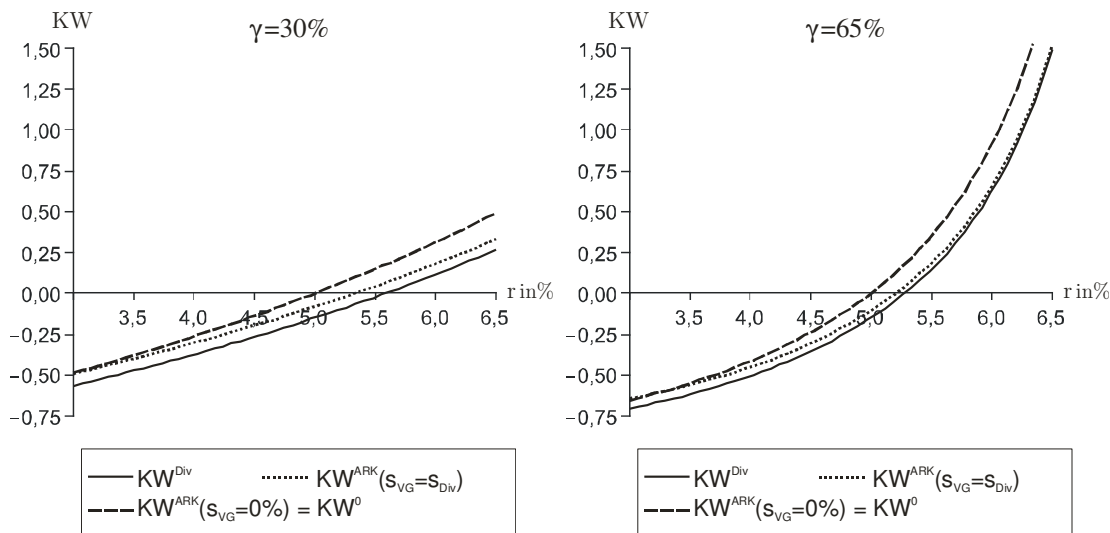 KW
γ=30%
1,50
1,25
1,00
0,75
0,50
0,25
0,00
−0,25
−0,50
−0,75
3,5 4,0 4,5 5,0 5,5 6,0 6,5
r in%
KW^Div
KW^ARK(s_VG=s_Div)
KW^ARK(s_VG=0%) = KW^0
KW
γ=65%
1,50
1,25
1,00
0,75
0,50
0,25
0,00
−0,25
−0,50
−0,75
3,5 4,0 4,5 5,0 5,5 6,0 6,5
r in%
KW^Div
KW^ARK(s_VG=s_Div)
KW^ARK(s_VG=0%) = KW^0